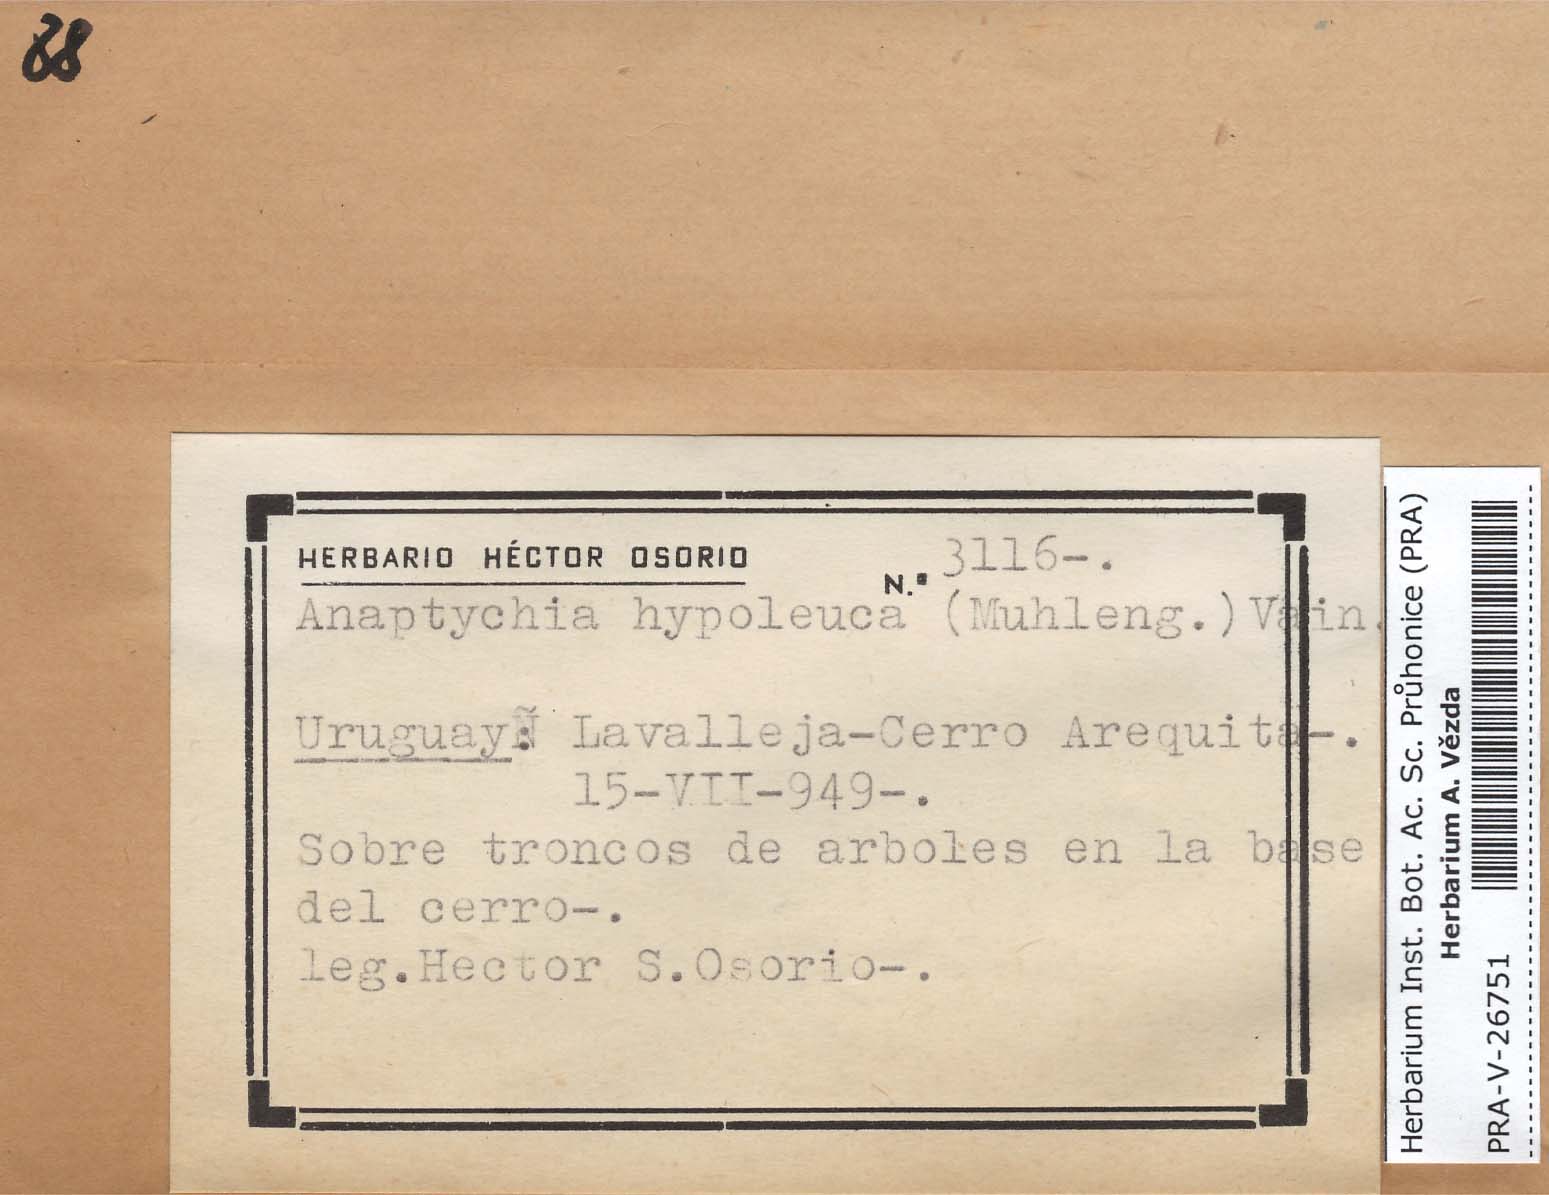 68
HERBARIO HÉCTOR OSORIO
N.º 3116-.
Anaptychia hypoleuca (Muhleng.) Vain.
Uruguay: Lavalleja-Cerro Arequita-.
15-VII-949-.
Sobre troncos de arboles en la base
del cerro-.
leg.Hector S.Osorio-.
Herbarium Inst. Bot. Ac. Sc. Průhonice (PRA)
Herbarium A. Vězda
PRA-V-26751